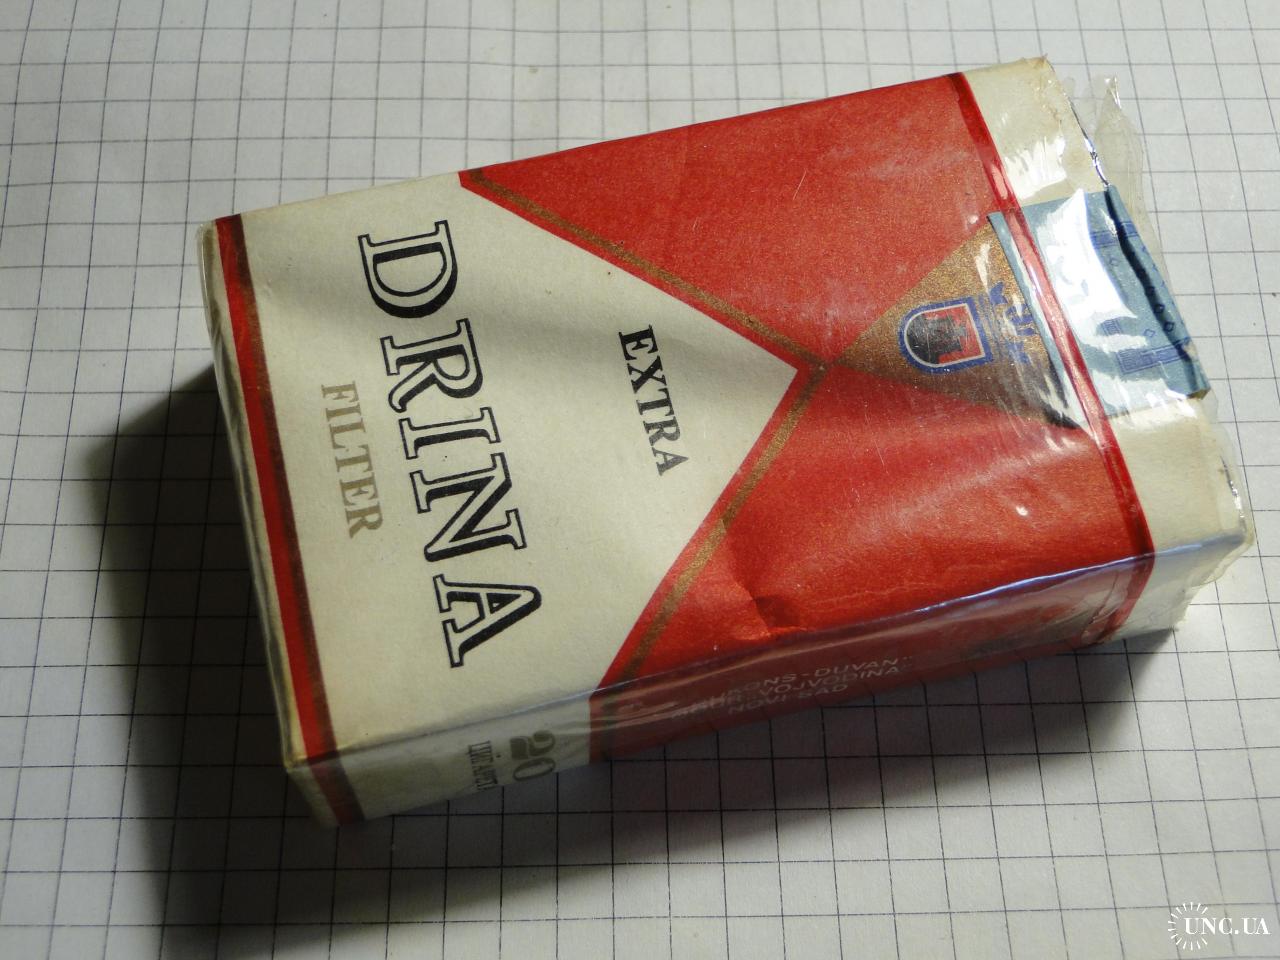 EXTRA
DRINA
FILTER
DUVAN"
"VOJVODINA"
NOVI SAD
20
UNC.UA